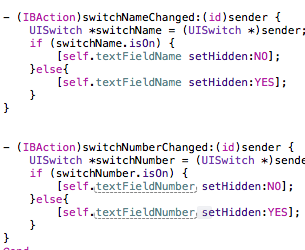 - (IBAction)switchNameChanged:(id)sender {
UISwitch *switchName = (UISwitch *)sender;
if (switchName.isOn) {
[self.textFieldName setHidden:NO];
}else{
[self.textFieldName setHidden:YES];
}
}
- (IBAction)switchNumberChanged:(id)sender {
UISwitch *switchNumber = (UISwitch *)sende
if (switchNumber.isOn) {
[self.textFieldNumber setHidden:NO];
}else{
[self.textFieldNumber setHidden:YES];
}
}
@end